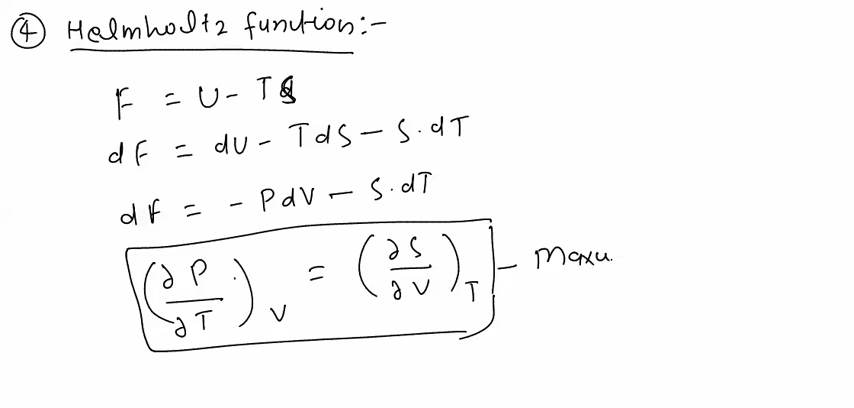 ④ Helmholtz function:-
F = U - TS
dF = dU - TdS - S.dT
dF = - PdV - S.dT
(∂P/∂T)_V = (∂S/∂V)_T - Maxu.